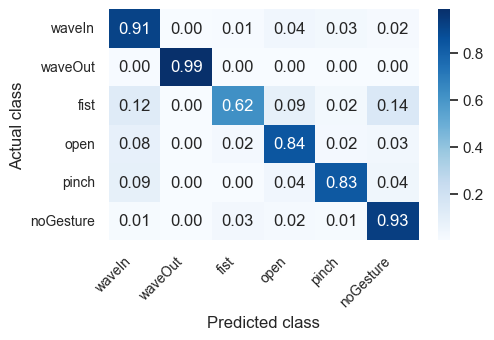 waveIn 0.91 0.00 0.01 0.04 0.03 0.02
waveOut 0.00 0.99 0.00 0.00 0.00 0.00
fist 0.12 0.00 0.62 0.09 0.02 0.14
open 0.08 0.00 0.02 0.84 0.02 0.03
pinch 0.09 0.00 0.00 0.04 0.83 0.04
noGesture 0.01 0.00 0.03 0.02 0.01 0.93
waveIn waveOut fist open pinch noGesture
Predicted class
Actual class
0.8
0.6
0.4
0.2